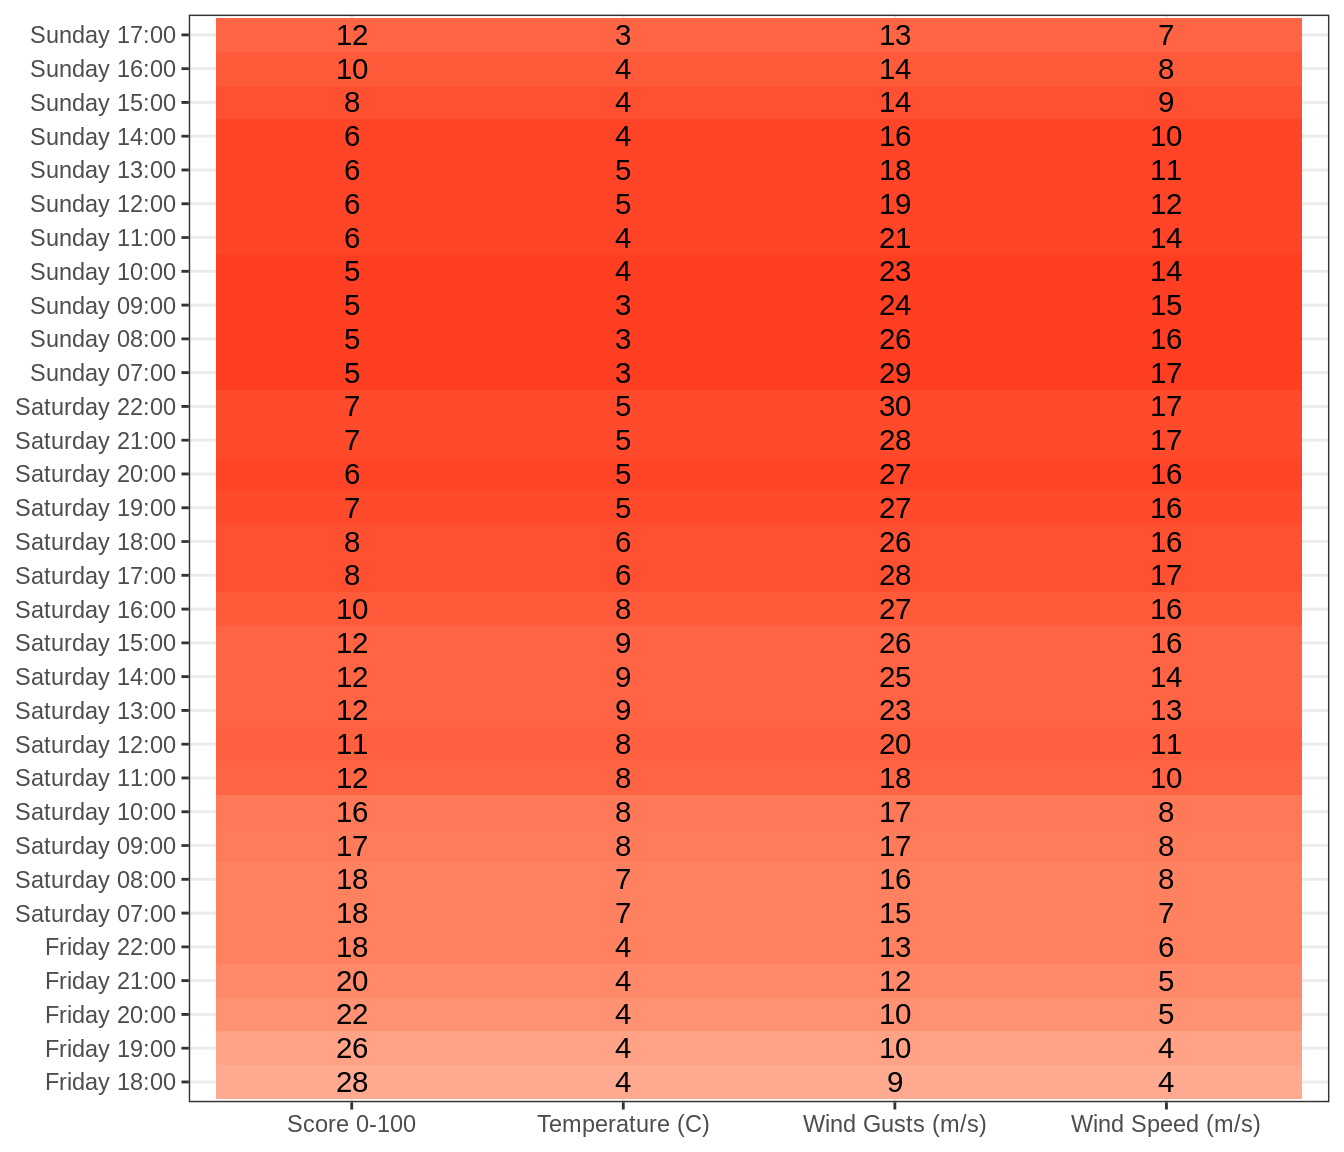 Sunday 17:00 12 3 13 7
Sunday 16:00 10 4 14 8
Sunday 15:00 8 4 14 9
Sunday 14:00 6 4 16 10
Sunday 13:00 6 5 18 11
Sunday 12:00 6 5 19 12
Sunday 11:00 6 4 21 14
Sunday 10:00 5 4 23 14
Sunday 09:00 5 3 24 15
Sunday 08:00 5 3 26 16
Sunday 07:00 5 3 29 17
Saturday 22:00 7 5 30 17
Saturday 21:00 7 5 28 17
Saturday 20:00 6 5 27 16
Saturday 19:00 7 5 27 16
Saturday 18:00 8 6 26 16
Saturday 17:00 8 6 28 17
Saturday 16:00 10 8 27 16
Saturday 15:00 12 9 26 16
Saturday 14:00 12 9 25 14
Saturday 13:00 12 9 23 13
Saturday 12:00 11 8 20 11
Saturday 11:00 12 8 18 10
Saturday 10:00 16 8 17 8
Saturday 09:00 17 8 17 8
Saturday 08:00 18 7 16 8
Saturday 07:00 18 7 15 7
Friday 22:00 18 4 13 6
Friday 21:00 20 4 12 5
Friday 20:00 22 4 10 5
Friday 19:00 26 4 10 4
Friday 18:00 28 4 9 4
Score 0-100 Temperature (C) Wind Gusts (m/s) Wind Speed (m/s)